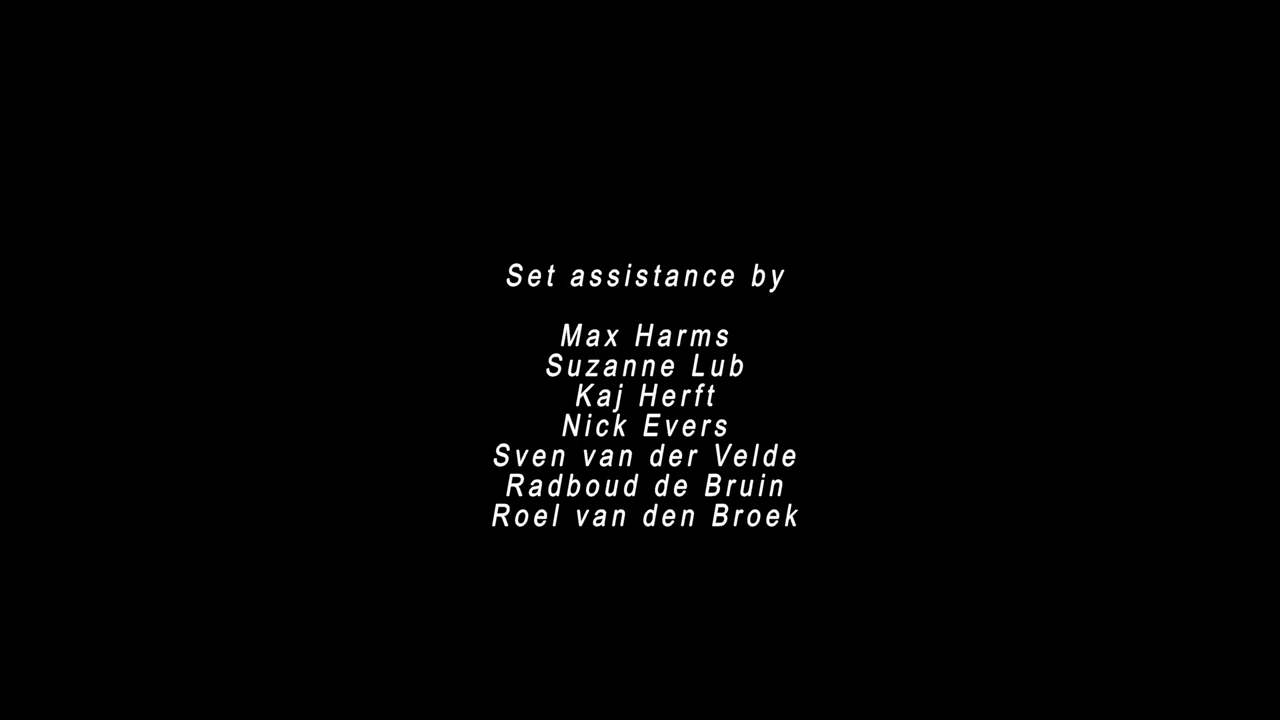 Set assistance by
Max Harms
Suzanne Lub
Kaj Herft
Nick Evers
Sven van der Velde
Radboud de Bruin
Roel van den Broek